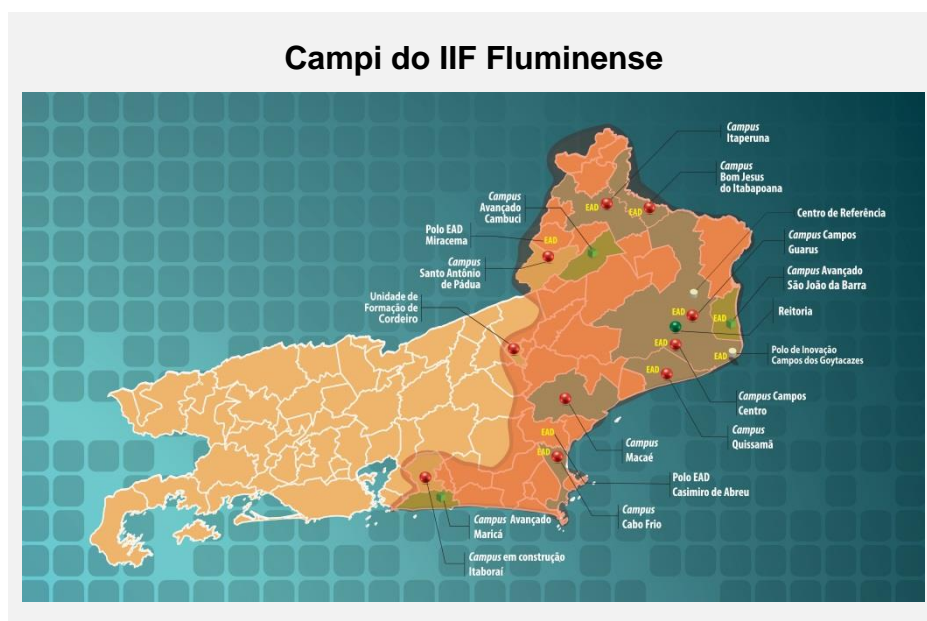 Campi do IIF Fluminense
Campus
Itaperuna
Campus
Bom Jesus
do Itabapoana
Campus
Avançado
Cambuci
Centro de Referência
Polo EAD
Miracema
Campus Campos
Guarus
Campus
Santo Antônio
de Pádua
Campus Avançado
São João da Barra
Unidade de
Formação de
Cordeiro
Reitoria
Polo de Inovação
Campos dos Goytacazes
Campus Campos
Centro
Campus
Quissamã
Campus
Macaé
Polo EAD
Casimiro de Abreu
Campus
Cabo Frio
Campus Avançado
Maricá
Campus em construção
Itaboraí
EAD
EAD
EAD
EAD
EAD
EAD
EAD
EAD
EAD
EAD